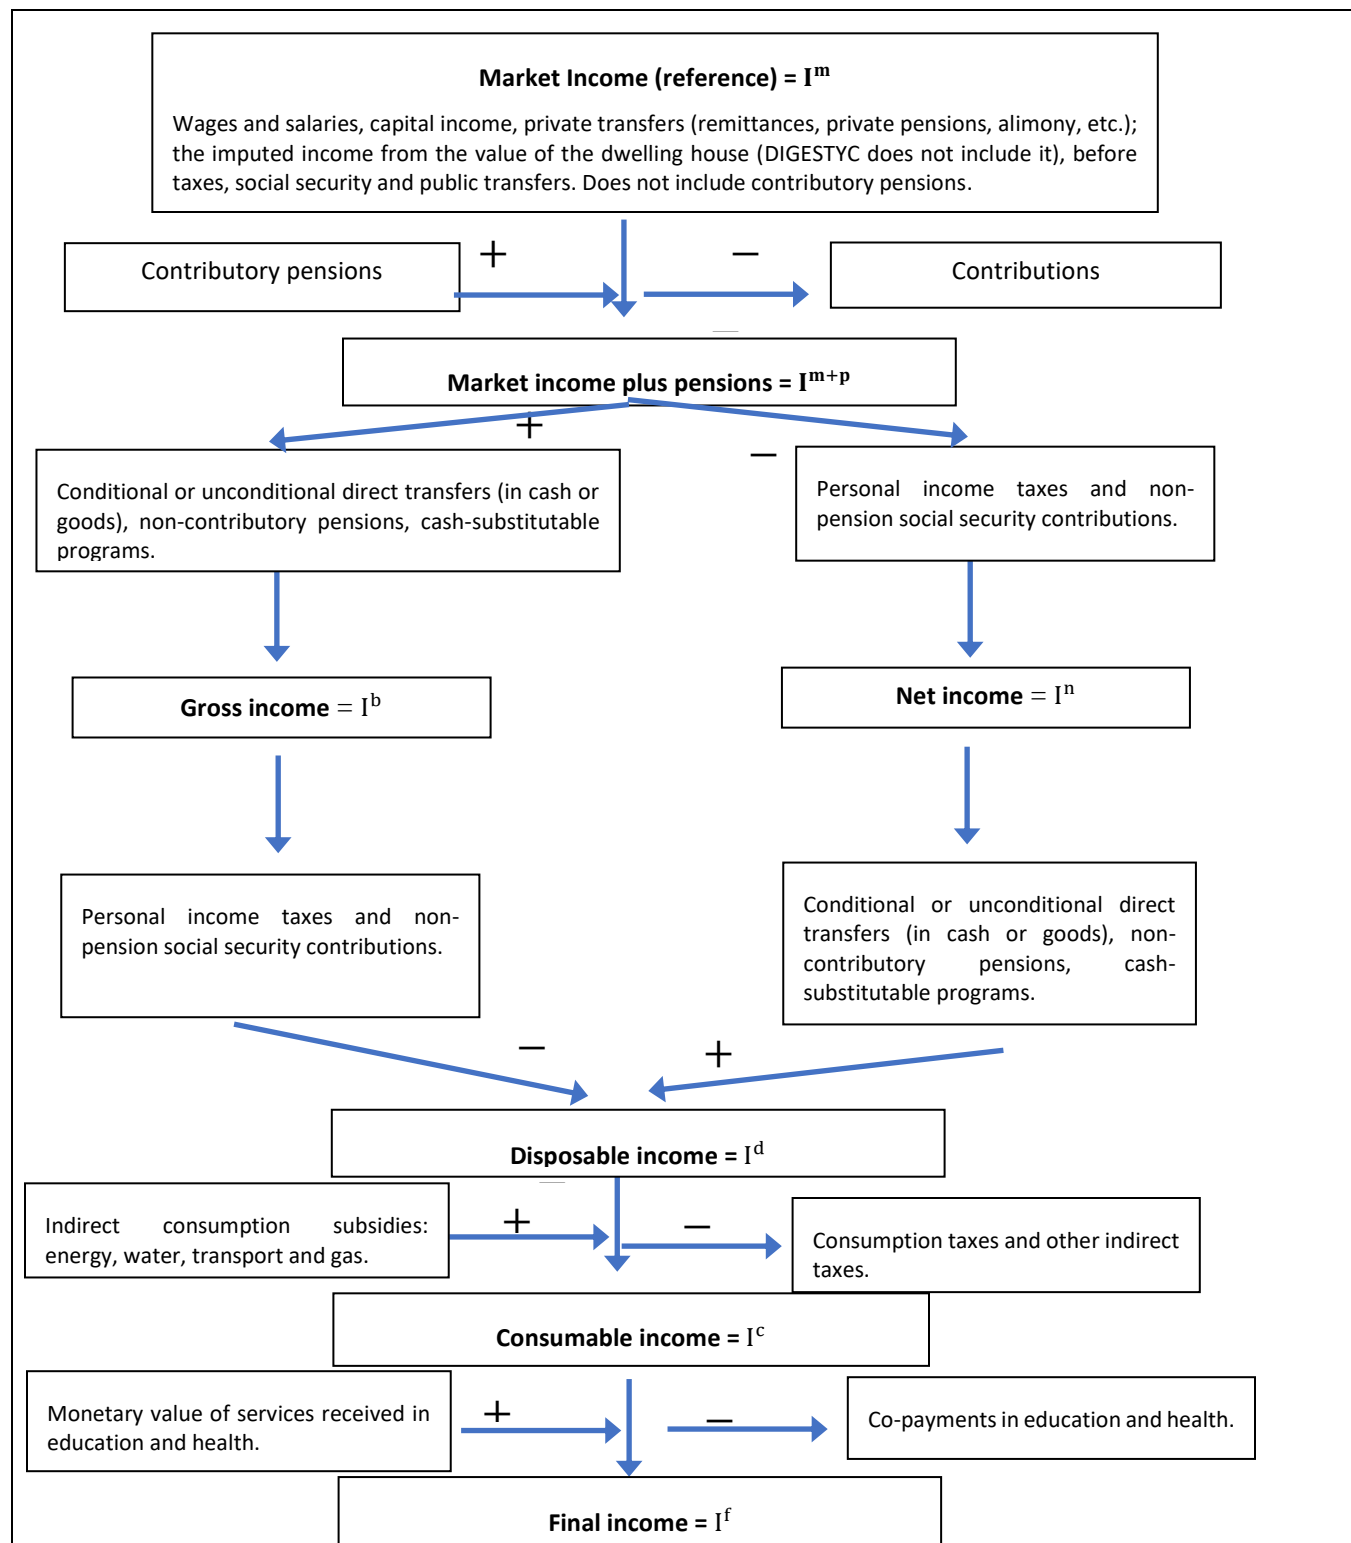 Market Income (reference) = I^m
Wages and salaries, capital income, private transfers (remittances, private pensions, alimony, etc.);
the imputed income from the value of the dwelling house (DIGESTYC does not include it), before
taxes, social security and public transfers. Does not include contributory pensions.
+
−
Contributory pensions
Contributions
Market income plus pensions = I^m+p
+
−
Conditional or unconditional direct transfers (in cash or
goods), non-contributory pensions, cash-substitutable
programs.
Personal income taxes and non-
pension social security contributions.
Gross income = I^b
Net income = I^n
Personal income taxes and non-
pension social security contributions.
Conditional or unconditional direct
transfers (in cash or goods), non-
contributory pensions, cash-
substitutable programs.
−
+
Disposable income = I^d
Indirect consumption subsidies:
energy, water, transport and gas.
+
−
Consumption taxes and other indirect
taxes.
Consumable income = I^c
Monetary value of services received in
education and health.
+
−
Co-payments in education and health.
Final income = I^f